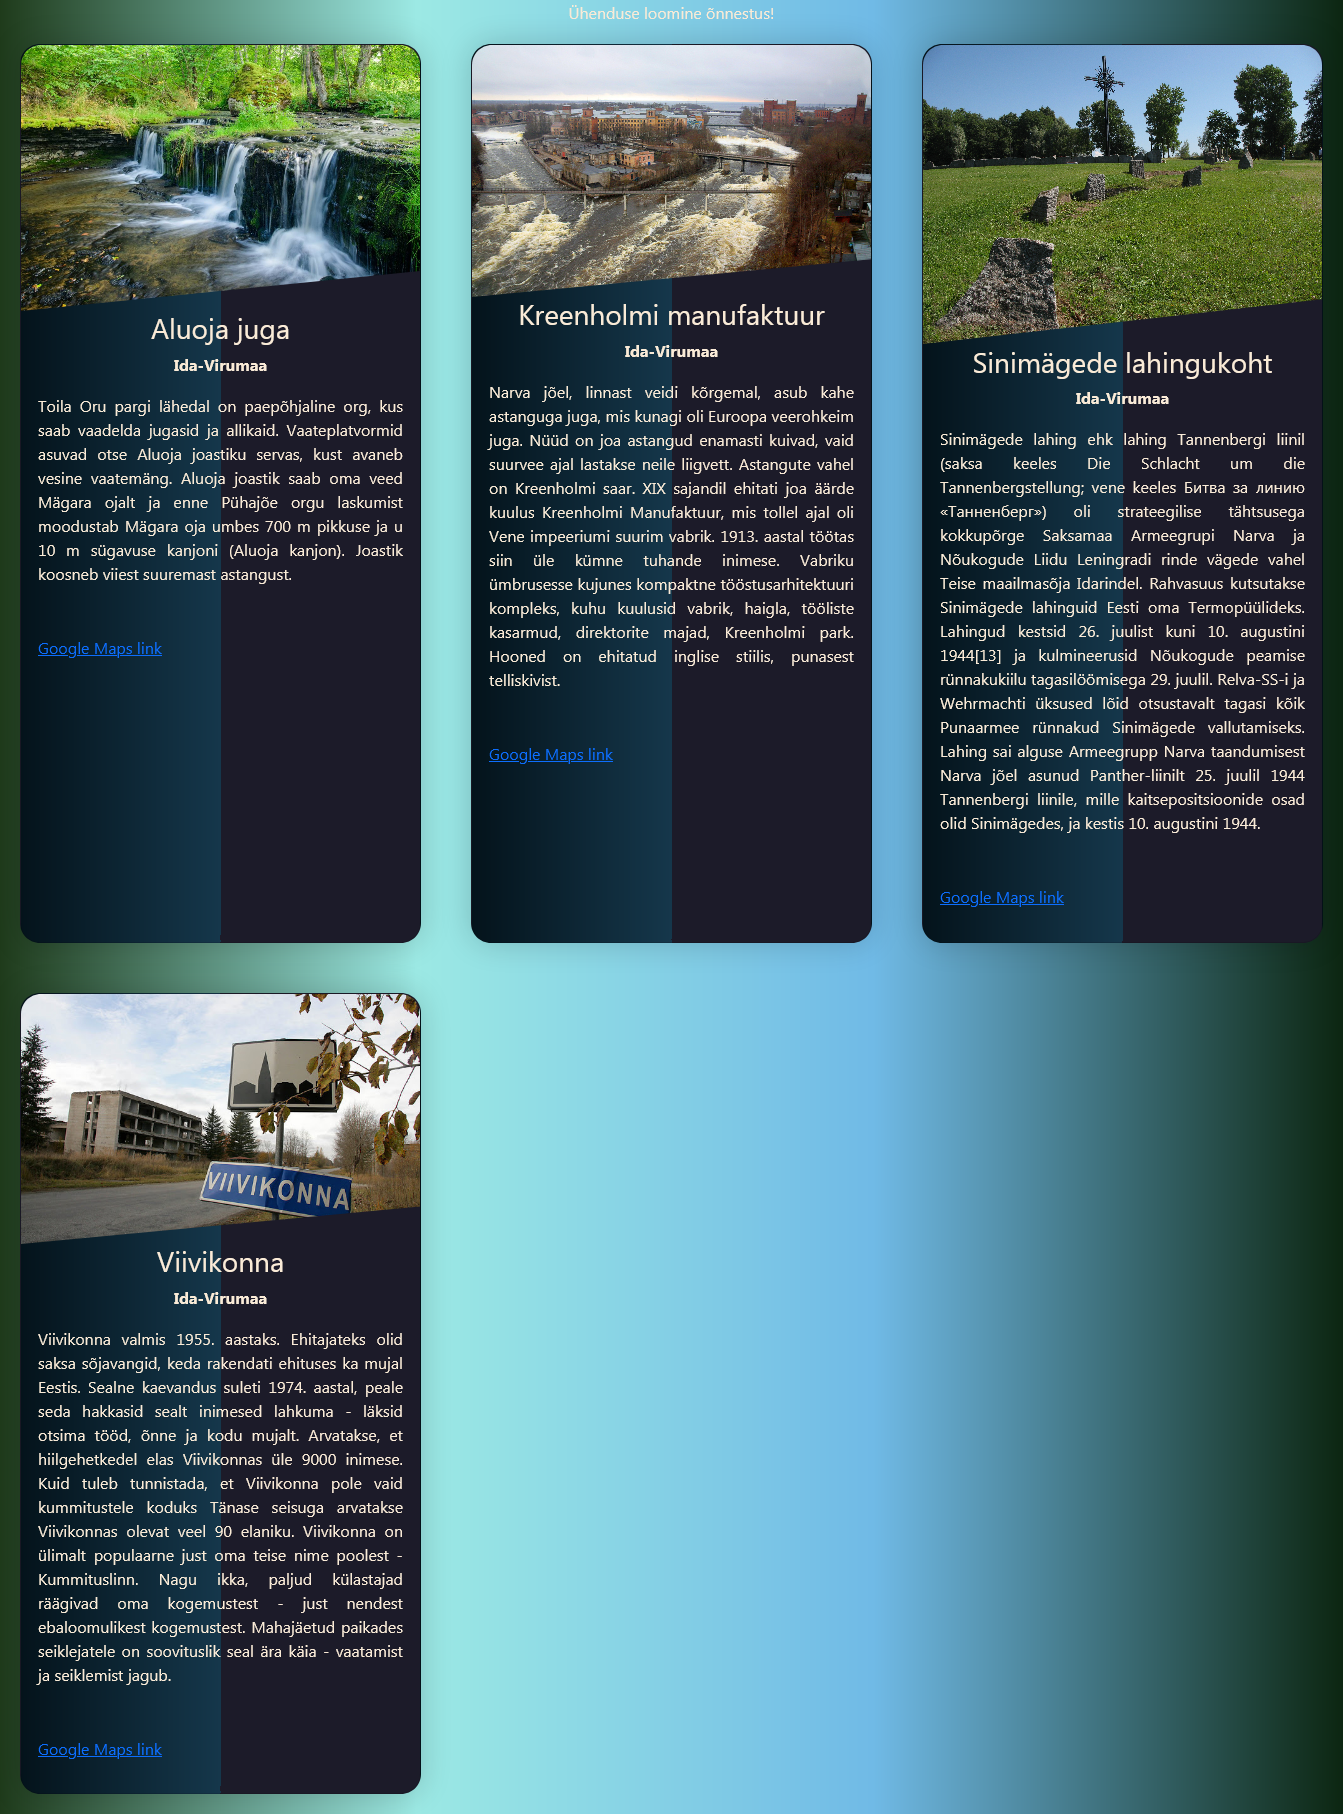 Ühenduse loomine õnnestus!
Aluoja juga
Ida-Virumaa
Toila Oru pargi lähedal on paepõhjaline org, kus
saab vaadelda jugasid ja allikaid. Vaateplatvormid
asuvad otse Aluoja joastiku servas, kust avaneb
vesine vaatemäng. Aluoja joastik saab oma veed
Mägara ojalt ja enne Pühajõe orgu laskumist
moodustab Mägara oja umbes 700 m pikkuse ja u
10 m sügavuse kanjoni (Aluoja kanjon). Joastik
koosneb viiest suuremast astangust.
Google Maps link
Kreenholmi manufaktuur
Ida-Virumaa
Narva jõel, linnast veidi kõrgemal, asub kahe
astanguga juga, mis kunagi oli Euroopa veerohkeim
juga. Nüüd on joa astangud enamasti kuivad, vaid
suurvee ajal lastakse neile liigvett. Astangute vahel
on Kreenholmi saar. XIX sajandil ehitati joa äärde
kuulus Kreenholmi Manufaktuur, mis tollel ajal oli
Vene impeeriumi suurim vabrik. 1913. aastal töötas
siin üle kümne tuhande inimese. Vabriku
ümbrusesse kujunes kompaktne tööstusarhitektuuri
kompleks, kuhu kuulusid vabrik, haigla, tööliste
kasarmud, direktorite majad, Kreenholmi park.
Hooned on ehitatud inglise stiilis, punasest
telliskivist.
Google Maps link
Sinimägede lahingukoht
Ida-Virumaa
Sinimägede lahing ehk lahing Tannenbergi liinil
(saksa keeles Die Schlacht um die
Tannenbergstellung; vene keeles Битва за линию
«Танненберг») oli strateegilise tähtsusega
kokkupõrge Saksamaa Armeegrupi Narva ja
Nõukogude Liidu Leningradi rinde vägede vahel
Teise maailmasõja Idarindel. Rahvasuus kutsutakse
Sinimägede lahinguid Eesti oma Termopüülideks.
Lahingud kestsid 26. juulist kuni 10. augustini
1944[13] ja kulmineerusid Nõukogude peamise
rünnakukiilu tagasilöömisega 29. juulil. Relva-SS-i ja
Wehrmachti üksused lõid otsustavalt tagasi kõik
Punaarmee rünnakud Sinimägede vallutamiseks.
Lahing sai alguse Armeegrupp Narva taandumisest
Narva jõel asunud Panther-liinilt 25. juulil 1944
Tannenbergi liinile, mille kaitsepositsioonide osad
olid Sinimägedes, ja kestis 10. augustini 1944.
Google Maps link
VIIVIKONNA
Viivikonna
Ida-Virumaa
Viivikonna valmis 1955. aastaks. Ehitajateks olid
saksa sõjavangid, keda rakendati ehituses ka mujal
Eestis. Sealne kaevandus suleti 1974. aastal, peale
seda hakkasid sealt inimesed lahkuma - läksid
otsima tööd, õnne ja kodu mujalt. Arvatakse, et
hiilgehetkedel elas Viivikonnas üle 9000 inimese.
Kuid tuleb tunnistada, et Viivikonna pole vaid
kummitustele koduks Tänase seisuga arvatakse
Viivikonnas olevat veel 90 elaniku. Viivikonna on
ülimalt populaarne just oma teise nime poolest -
Kummituslinn. Nagu ikka, paljud külastajad
räägivad oma kogemustest - just nendest
ebaloomulikest kogemustest. Mahajäetud paikades
seiklejatele on soovituslik seal ära käia - vaatamist
ja seiklemist jagub.
Google Maps link